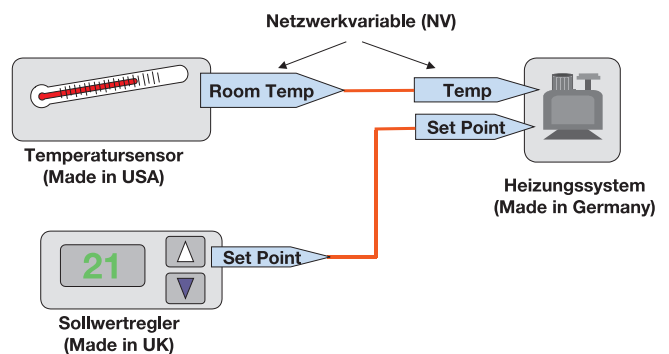 Netzwerkvariable (NV)
Room Temp
Temp
Set Point
Temperatursensor
(Made in USA)
Heizungssystem
(Made in Germany)
21
Set Point
Sollwertregler
(Made in UK)